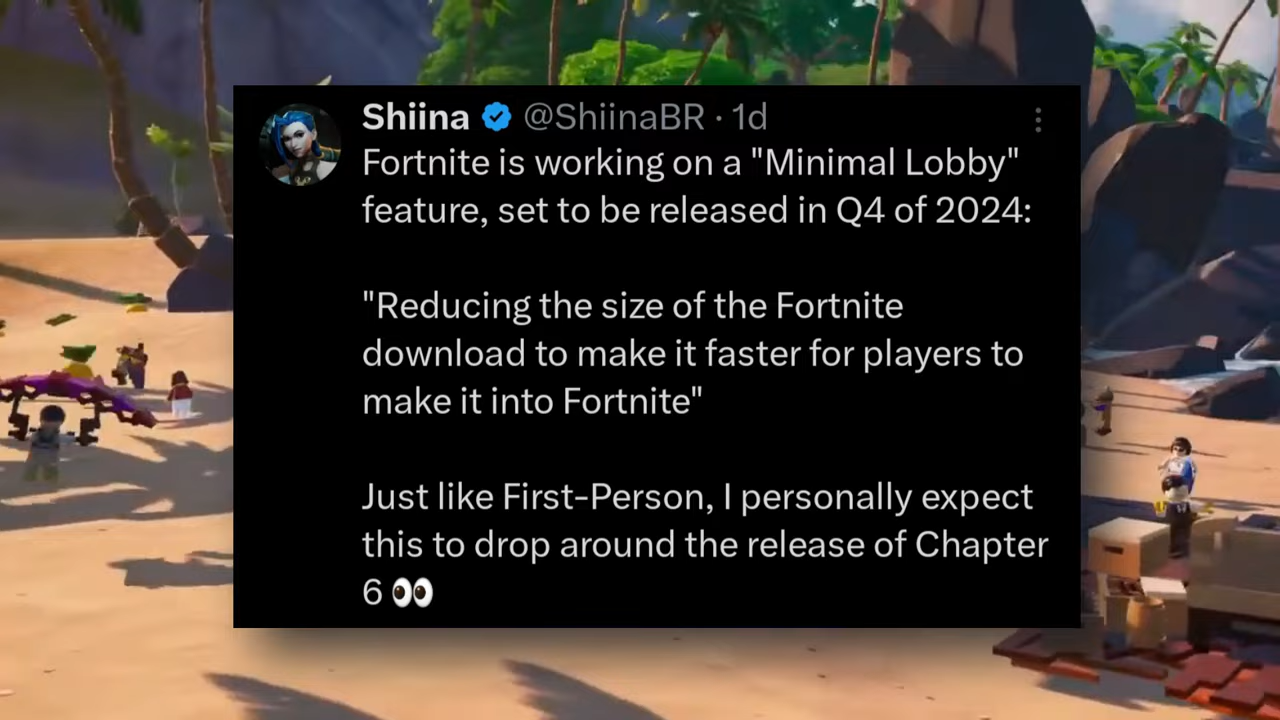 Shiina @ShiinaBR · 1d
Fortnite is working on a "Minimal Lobby"
feature, set to be released in Q4 of 2024:
"Reducing the size of the Fortnite
download to make it faster for players to
make it into Fortnite"
Just like First-Person, I personally expect
this to drop around the release of Chapter
6 👀